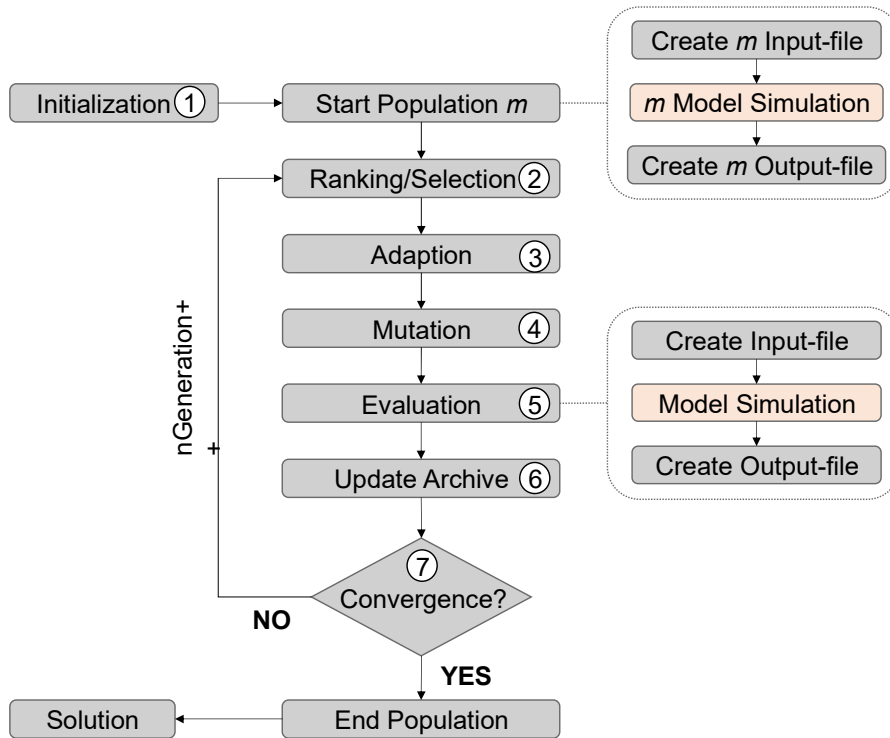 Create m Input-file
Initialization 1
Start Population m
m Model Simulation
Create m Output-file
Ranking/Selection 2
Adaption 3
Mutation 4
Evaluation 5
Update Archive 6
nGeneration+
+
Create Input-file
Model Simulation
Create Output-file
7
Convergence?
NO
YES
End Population
Solution